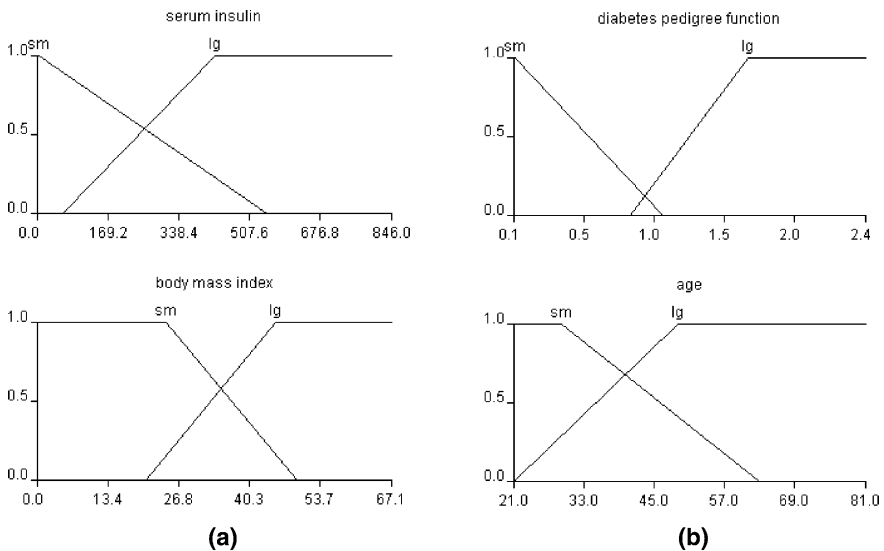 serum insulin
sm
lg
1.0
0.5
0.0
0.0 169.2 338.4 507.6 676.8 846.0
diabetes pedigree function
sm
lg
1.0
0.5
0.0
0.1 0.5 1.0 1.5 2.0 2.4
body mass index
sm
lg
1.0
0.5
0.0
0.0 13.4 26.8 40.3 53.7 67.1
age
sm
lg
1.0
0.5
0.0
21.0 33.0 45.0 57.0 69.0 81.0
(a)
(b)